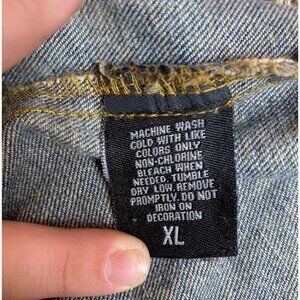 MACHINE WASH
COLD WITH LIKE
COLORS ONLY
NON-CHLORINE
BLEACH WHEN
NEEDED. TUMBLE
DRY LOW. REMOVE
PROMPTLY. DO NOT
IRON ON
DECORATION
XL